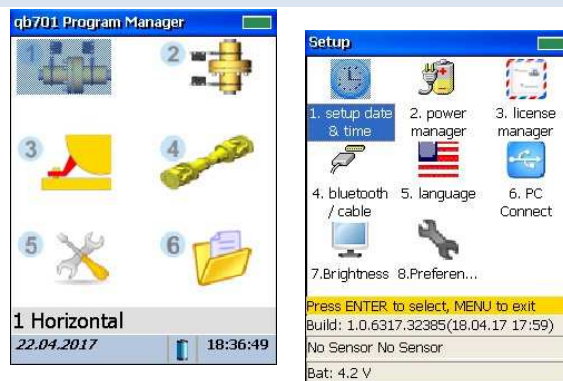 qb701 Program Manager
1
2
3
4
5
6
1 Horizontal
22.04.2017
18:36:49
Setup
1. setup date
& time
2. power
manager
3. license
manager
4. bluetooth
/ cable
5. language
6. PC
Connect
7.Brightness
8.Preferen...
Press ENTER to select, MENU to exit
Build: 1.0.6317.32385(18.04.17 17:59)
No Sensor No Sensor
Bat: 4.2 V